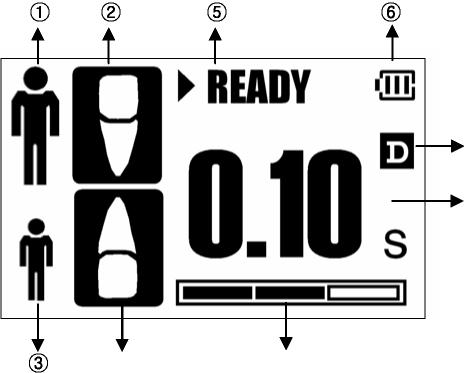 ① ② ⑤ ⑥
READY
D
0.10
S
③